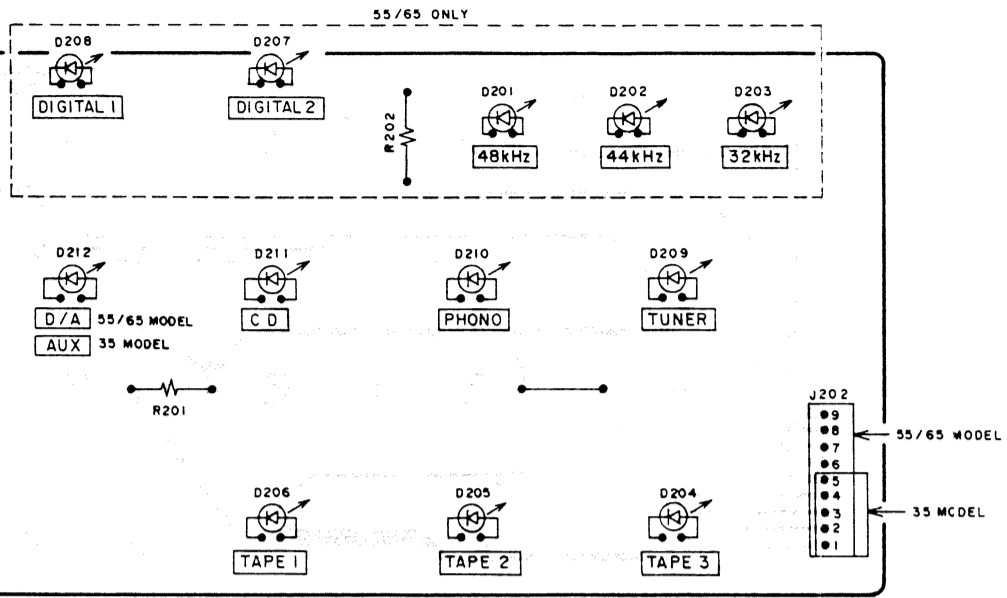 55/65 ONLY
D208
D207
DIGITAL 1
DIGITAL 2
R202
D201
D202
D203
48kHz
44kHz
32kHz
D212
D211
D210
D209
D/A 55/65 MODEL
AUX 35 MODEL
CD
PHONO
TUNER
R201
J202
9
8
7
6
5
4
3
2
1
55/65 MODEL
35 MODEL
D206
D205
D204
TAPE 1
TAPE 2
TAPE 3